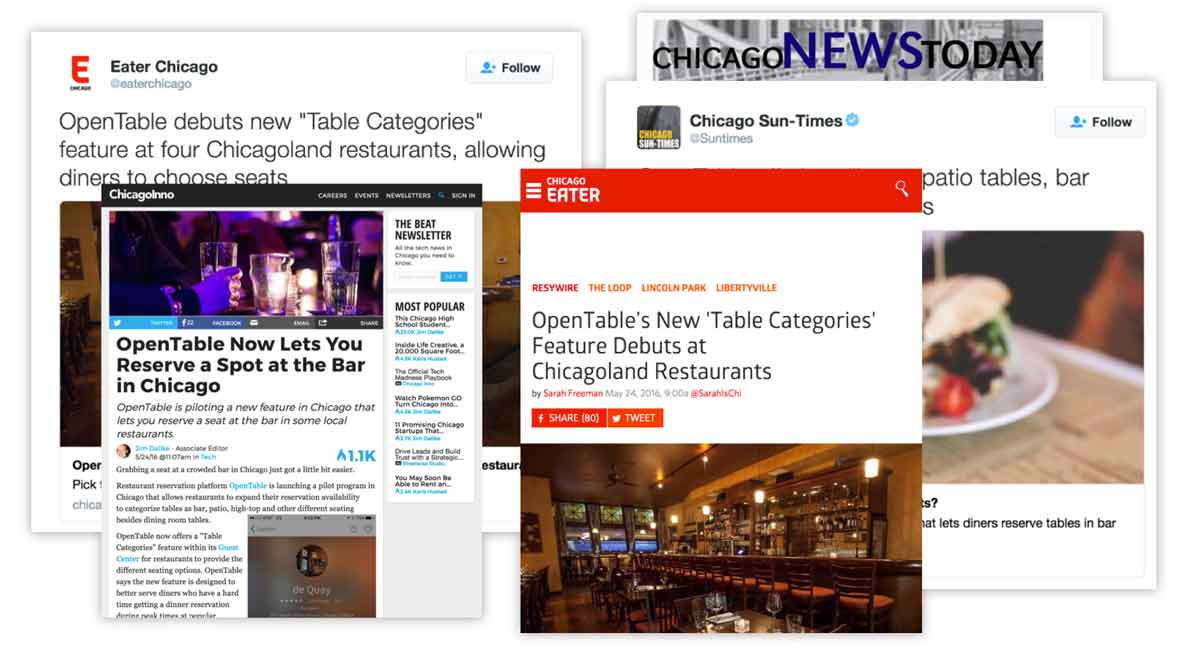 E
CHICAGO
Eater Chicago
@eaterchicago
Follow
OpenTable debuts new "Table Categories"
feature at four Chicagoland restaurants, allowing
diners to choose seats
Pick
chica
CHICAGONEWSTODAY
CHICAGO
SUN-TIMES
Chicago Sun-Times
@Suntimes
Follow
patio tables, bar
s
ts?
hat lets diners reserve tables in bar
ChicagoInno
CAREERS EVENTS NEWSLETTERS SIGN IN
TWITTER
22 FACEBOOK
EMAIL
SHARE
OpenTable Now Lets You
Reserve a Spot at the Bar
in Chicago
OpenTable is piloting a new feature in Chicago that
lets you reserve a seat at the bar in some local
restaurants.
Jim Dallke - Associate Editor
5/24/16 @11:07am in Tech
1.1K
Grabbing a seat at a crowded bar in Chicago just got a little bit easier.
Restaurant reservation platform OpenTable is launching a pilot program in
Chicago that allows restaurants to expand their reservation availability
to categorize tables as bar, patio, high-top and other different seating
besides dining room tables.
OpenTable now offers a "Table
Categories" feature within its Guest
Center for restaurants to provide the
different seating options. OpenTable
says the new feature is designed to
better serve diners who have a hard
time getting a dinner reservation
during peak times at popular
de Quay
THE BEAT
NEWSLETTER
All the tech news in
Chicago you need to
know.
GET IT
MOST POPULAR
This Chicago High
School Student...
Jim Dallke
Inside Life Creative, a
20,000 Square Foot...
Karis Hustad
The Official Tech
Madness Playbook
Chicago Inno
Watch Pokemon GO
Turn Chicago Into...
Jim Dallke
11 Promising Chicago
Startups That...
Jim Dallke
Drive Leads and Build
Trust with a Strategic...
Streetwise Studio
You May Soon Be
Able to Rent an...
Karis Hustad
CHICAGO
EATER
RESYWIRE THE LOOP LINCOLN PARK LIBERTYVILLE
OpenTable's New 'Table Categories'
Feature Debuts at
Chicagoland Restaurants
by Sarah Freeman May 24, 2016, 9:00a @SarahIsChi
SHARE (80)
TWEET